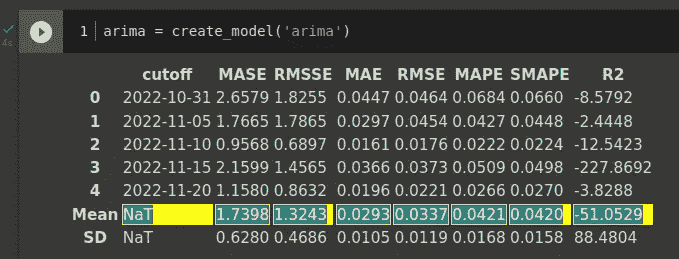 4s
1 arima = create_model('arima')
cutoff MASE RMSSE MAE RMSE MAPE SMAPE R2
0 2022-10-31 2.6579 1.8255 0.0447 0.0464 0.0684 0.0660 -8.5792
1 2022-11-05 1.7665 1.7865 0.0297 0.0454 0.0427 0.0448 -2.4448
2 2022-11-10 0.9568 0.6897 0.0161 0.0176 0.0222 0.0224 -12.5423
3 2022-11-15 2.1599 1.4565 0.0366 0.0373 0.0509 0.0498 -227.8692
4 2022-11-20 1.1580 0.8632 0.0196 0.0221 0.0266 0.0270 -3.8288
Mean NaT 1.7398 1.3243 0.0293 0.0337 0.0421 0.0420 -51.0529
SD NaT 0.6280 0.4686 0.0105 0.0119 0.0168 0.0158 88.4804